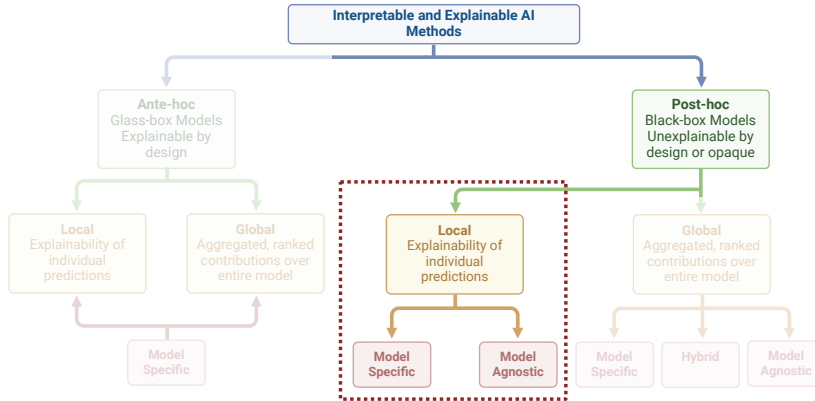 Interpretable and Explainable AI
Methods
Ante-hoc
Glass-box Models
Explainable by
design
Post-hoc
Black-box Models
Unexplainable by
design or opaque
Local
Explainability of
individual
predictions
Global
Aggregated, ranked
contributions over
entire model
Local
Explainability of
individual
predictions
Global
Aggregated, ranked
contributions over
entire model
Model
Specific
Model
Specific
Model
Agnostic
Model
Specific
Hybrid
Model
Agnostic